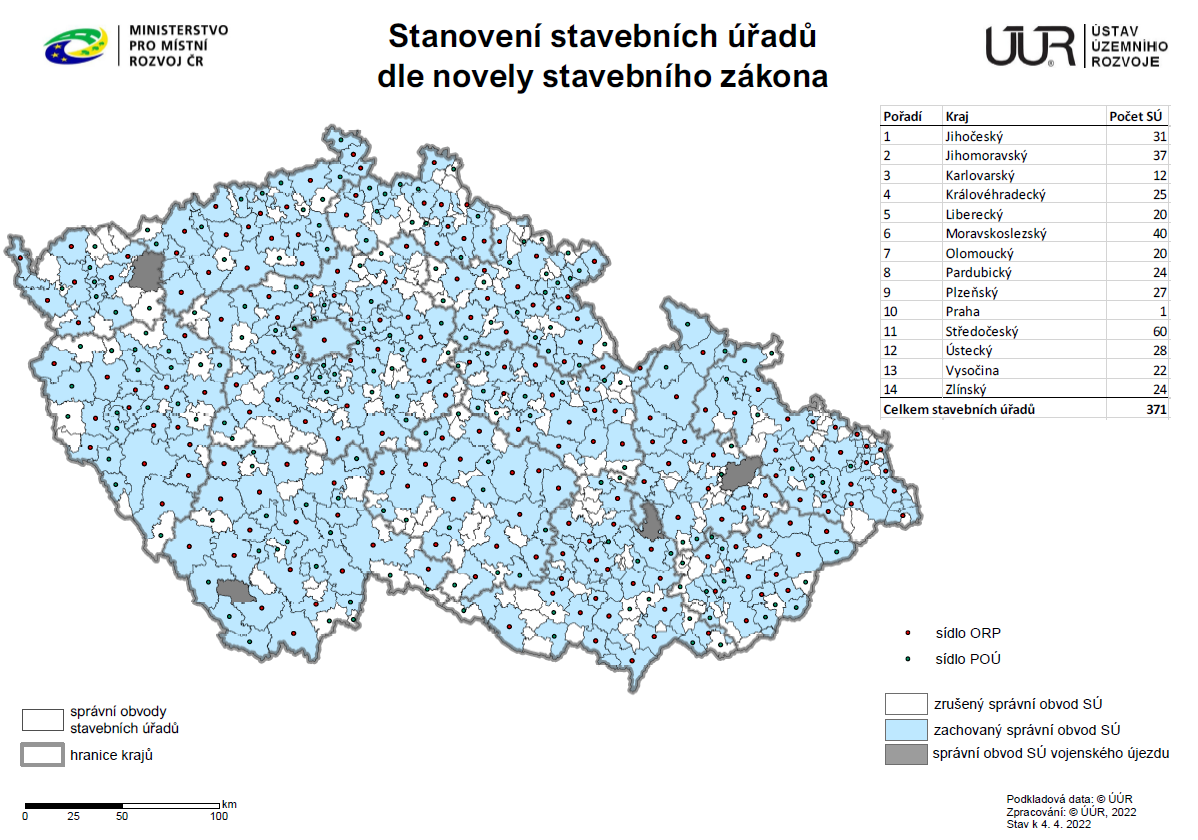 MINISTERSTVO
PRO MÍSTNÍ
ROZVOJ ČR
Stanovení stavebních úřadů
dle novely stavebního zákona
ÚÚR
®
ÚSTAV
ÚZEMNÍHO
ROZVOJE
Pořadí Kraj Počet SÚ
1 Jihočeský 31
2 Jihomoravský 37
3 Karlovarský 12
4 Královéhradecký 25
5 Liberecký 20
6 Moravskoslezský 40
7 Olomoucký 20
8 Pardubický 24
9 Plzeňský 27
10 Praha 1
11 Středočeský 60
12 Ústecký 28
13 Vysočina 22
14 Zlínský 24
Celkem stavebních úřadů 371
sídlo ORP
sídlo POÚ
zrušený správní obvod SÚ
zachovaný správní obvod SÚ
správní obvod SÚ vojenského újezdu
správní obvody
stavebních úřadů
hranice krajů
km
0 25 50 100
Podkladová data: © ÚÚR
Zpracování: © ÚÚR, 2022
Stav k 4. 4. 2022